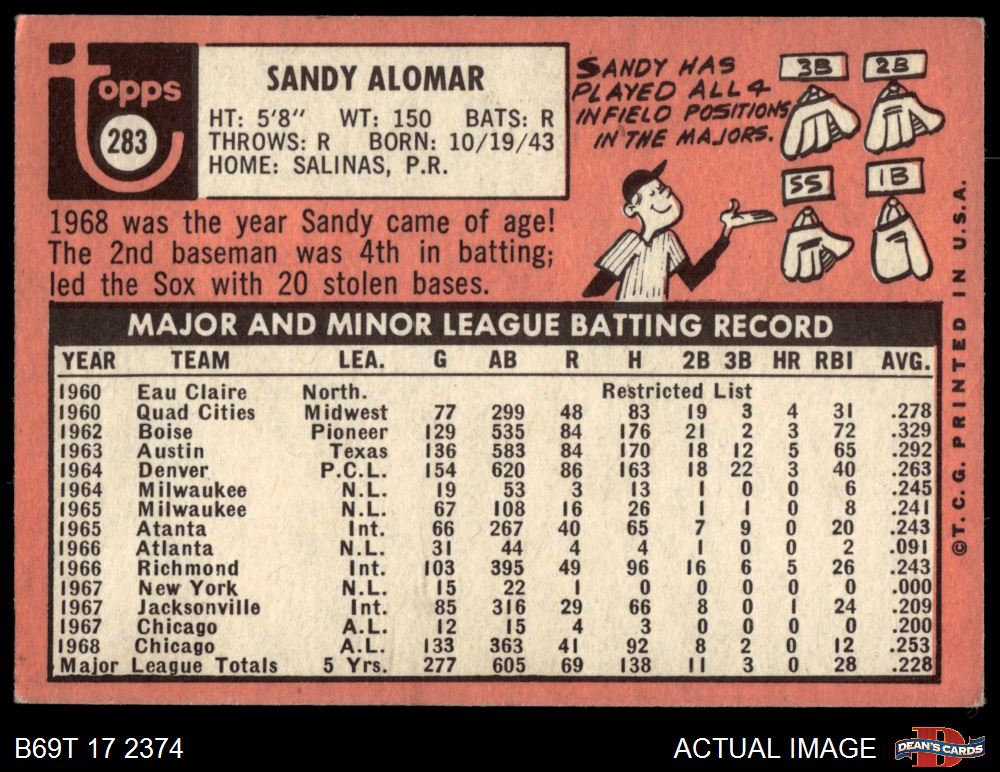 Topps
283
SANDY ALOMAR
HT: 5'8" WT: 150 BATS: R
THROWS: R BORN: 10/19/43
HOME: SALINAS, P.R.
1968 was the year Sandy came of age!
The 2nd baseman was 4th in batting;
led the Sox with 20 stolen bases.
SANDY HAS
PLAYED ALL 4
INFIELD POSITIONS
IN THE MAJORS.
3B 2B
SS 1B
MAJOR AND MINOR LEAGUE BATTING RECORD
YEAR TEAM LEA. G AB R H 2B 3B HR RBI AVG.
1960 Eau Claire North. Restricted List
1960 Quad Cities Midwest 77 299 48 83 19 3 4 31 .278
1962 Boise Pioneer 129 535 84 176 21 2 3 72 .329
1963 Austin Texas 136 583 84 170 18 12 5 65 .292
1964 Denver P.C.L. 154 620 86 163 18 22 3 40 .263
1964 Milwaukee N.L. 19 53 3 13 1 0 0 6 .245
1965 Milwaukee N.L. 67 108 16 26 1 1 0 8 .241
1965 Atanta Int. 66 267 40 65 7 9 0 20 .243
1966 Atlanta N.L. 31 44 4 4 1 0 0 2 .091
1966 Richmond Int. 103 395 49 96 16 6 5 26 .243
1967 New York N.L. 15 22 1 0 0 0 0 0 .000
1967 Jacksonville Int. 85 316 29 66 8 0 1 24 .209
1967 Chicago A.L. 12 15 4 3 0 0 0 0 .200
1968 Chicago A.L. 133 363 41 92 8 2 0 12 .253
Major League Totals 5 Yrs. 277 605 69 138 11 3 0 28 .228
©T.C.G. PRINTED IN U.S.A.
B69T 17 2374
ACTUAL IMAGE
DEAN'S CARDS